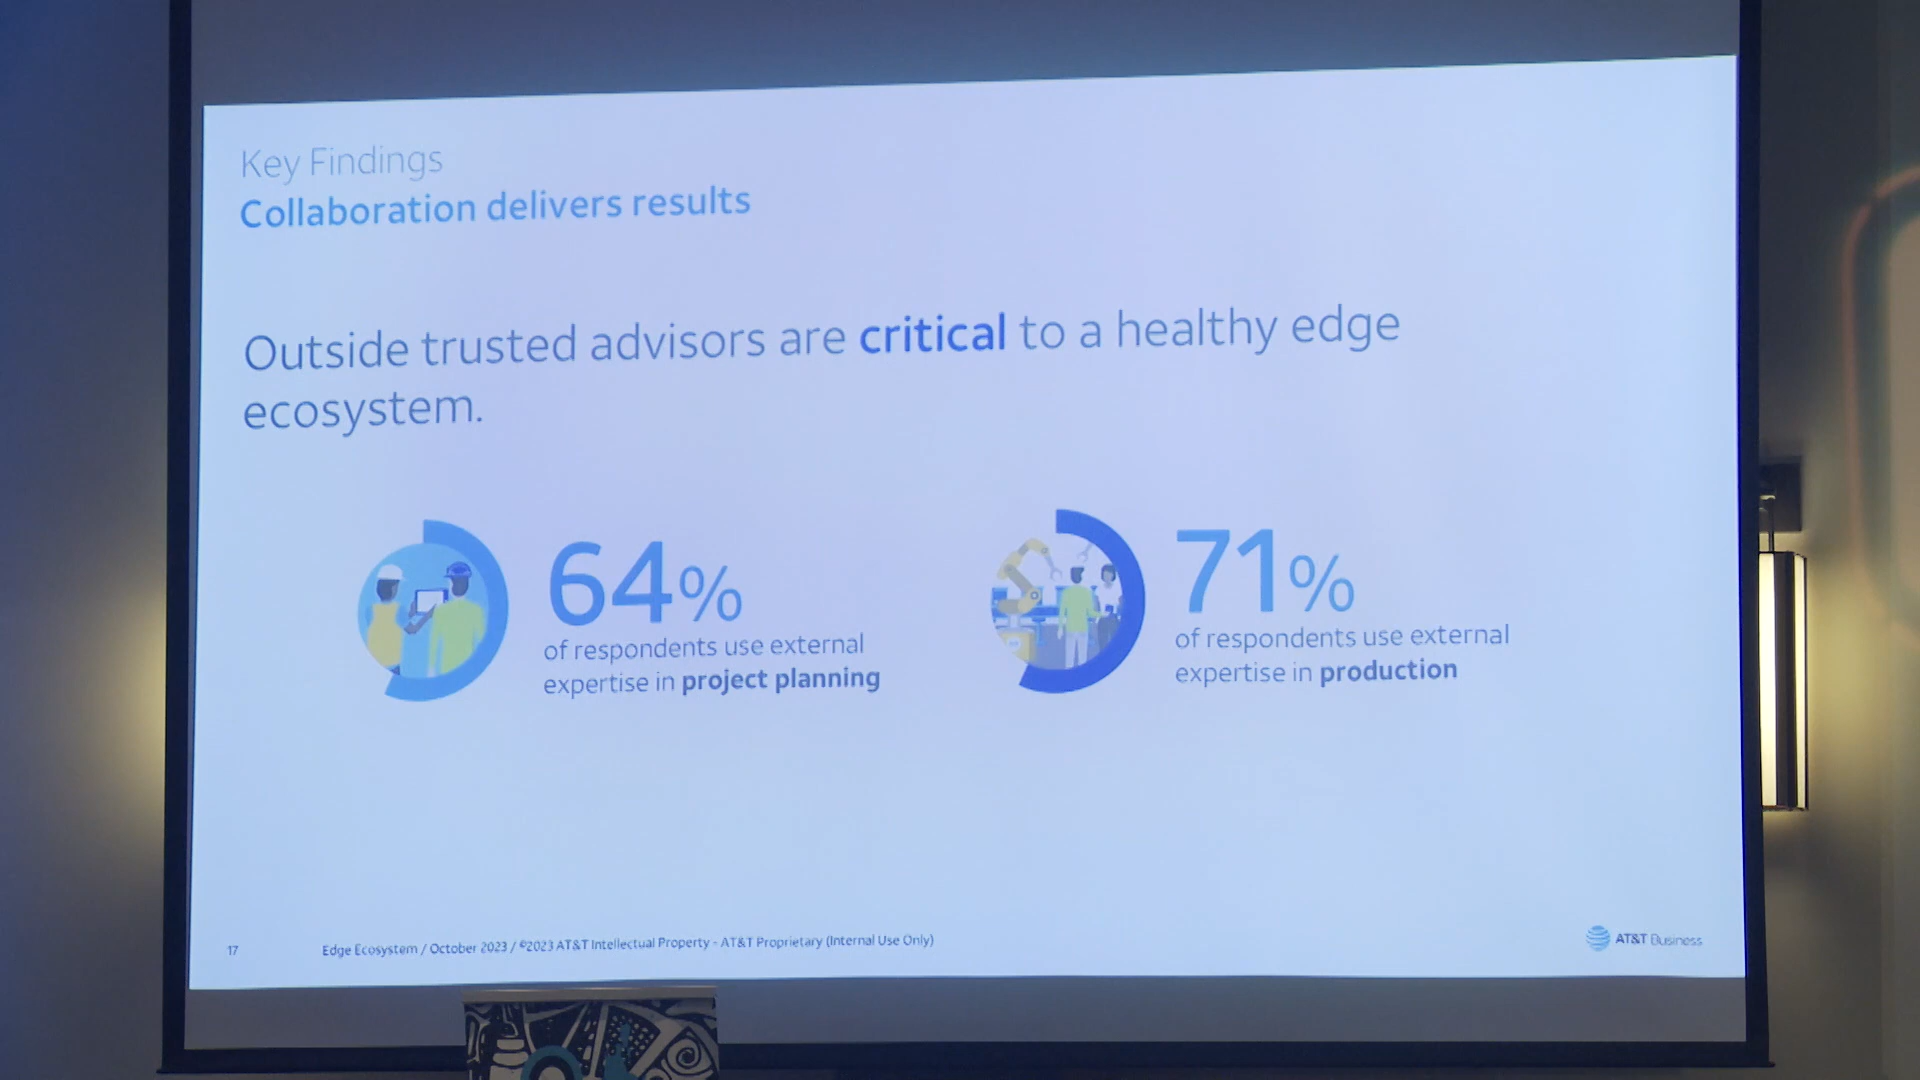 Key Findings
Collaboration delivers results
Outside trusted advisors are critical to a healthy edge
ecosystem.
64%
of respondents use external
expertise in project planning
71%
of respondents use external
expertise in production
17
Edge Ecosystem / October 2023 / ©2023 AT&T Intellectual Property - AT&T Proprietary (Internal Use Only)
AT&T Business